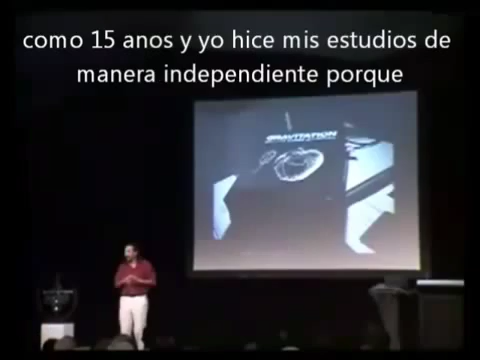 como 15 anos y yo hice mis estudios de
manera independiente porque
GRAVITATION